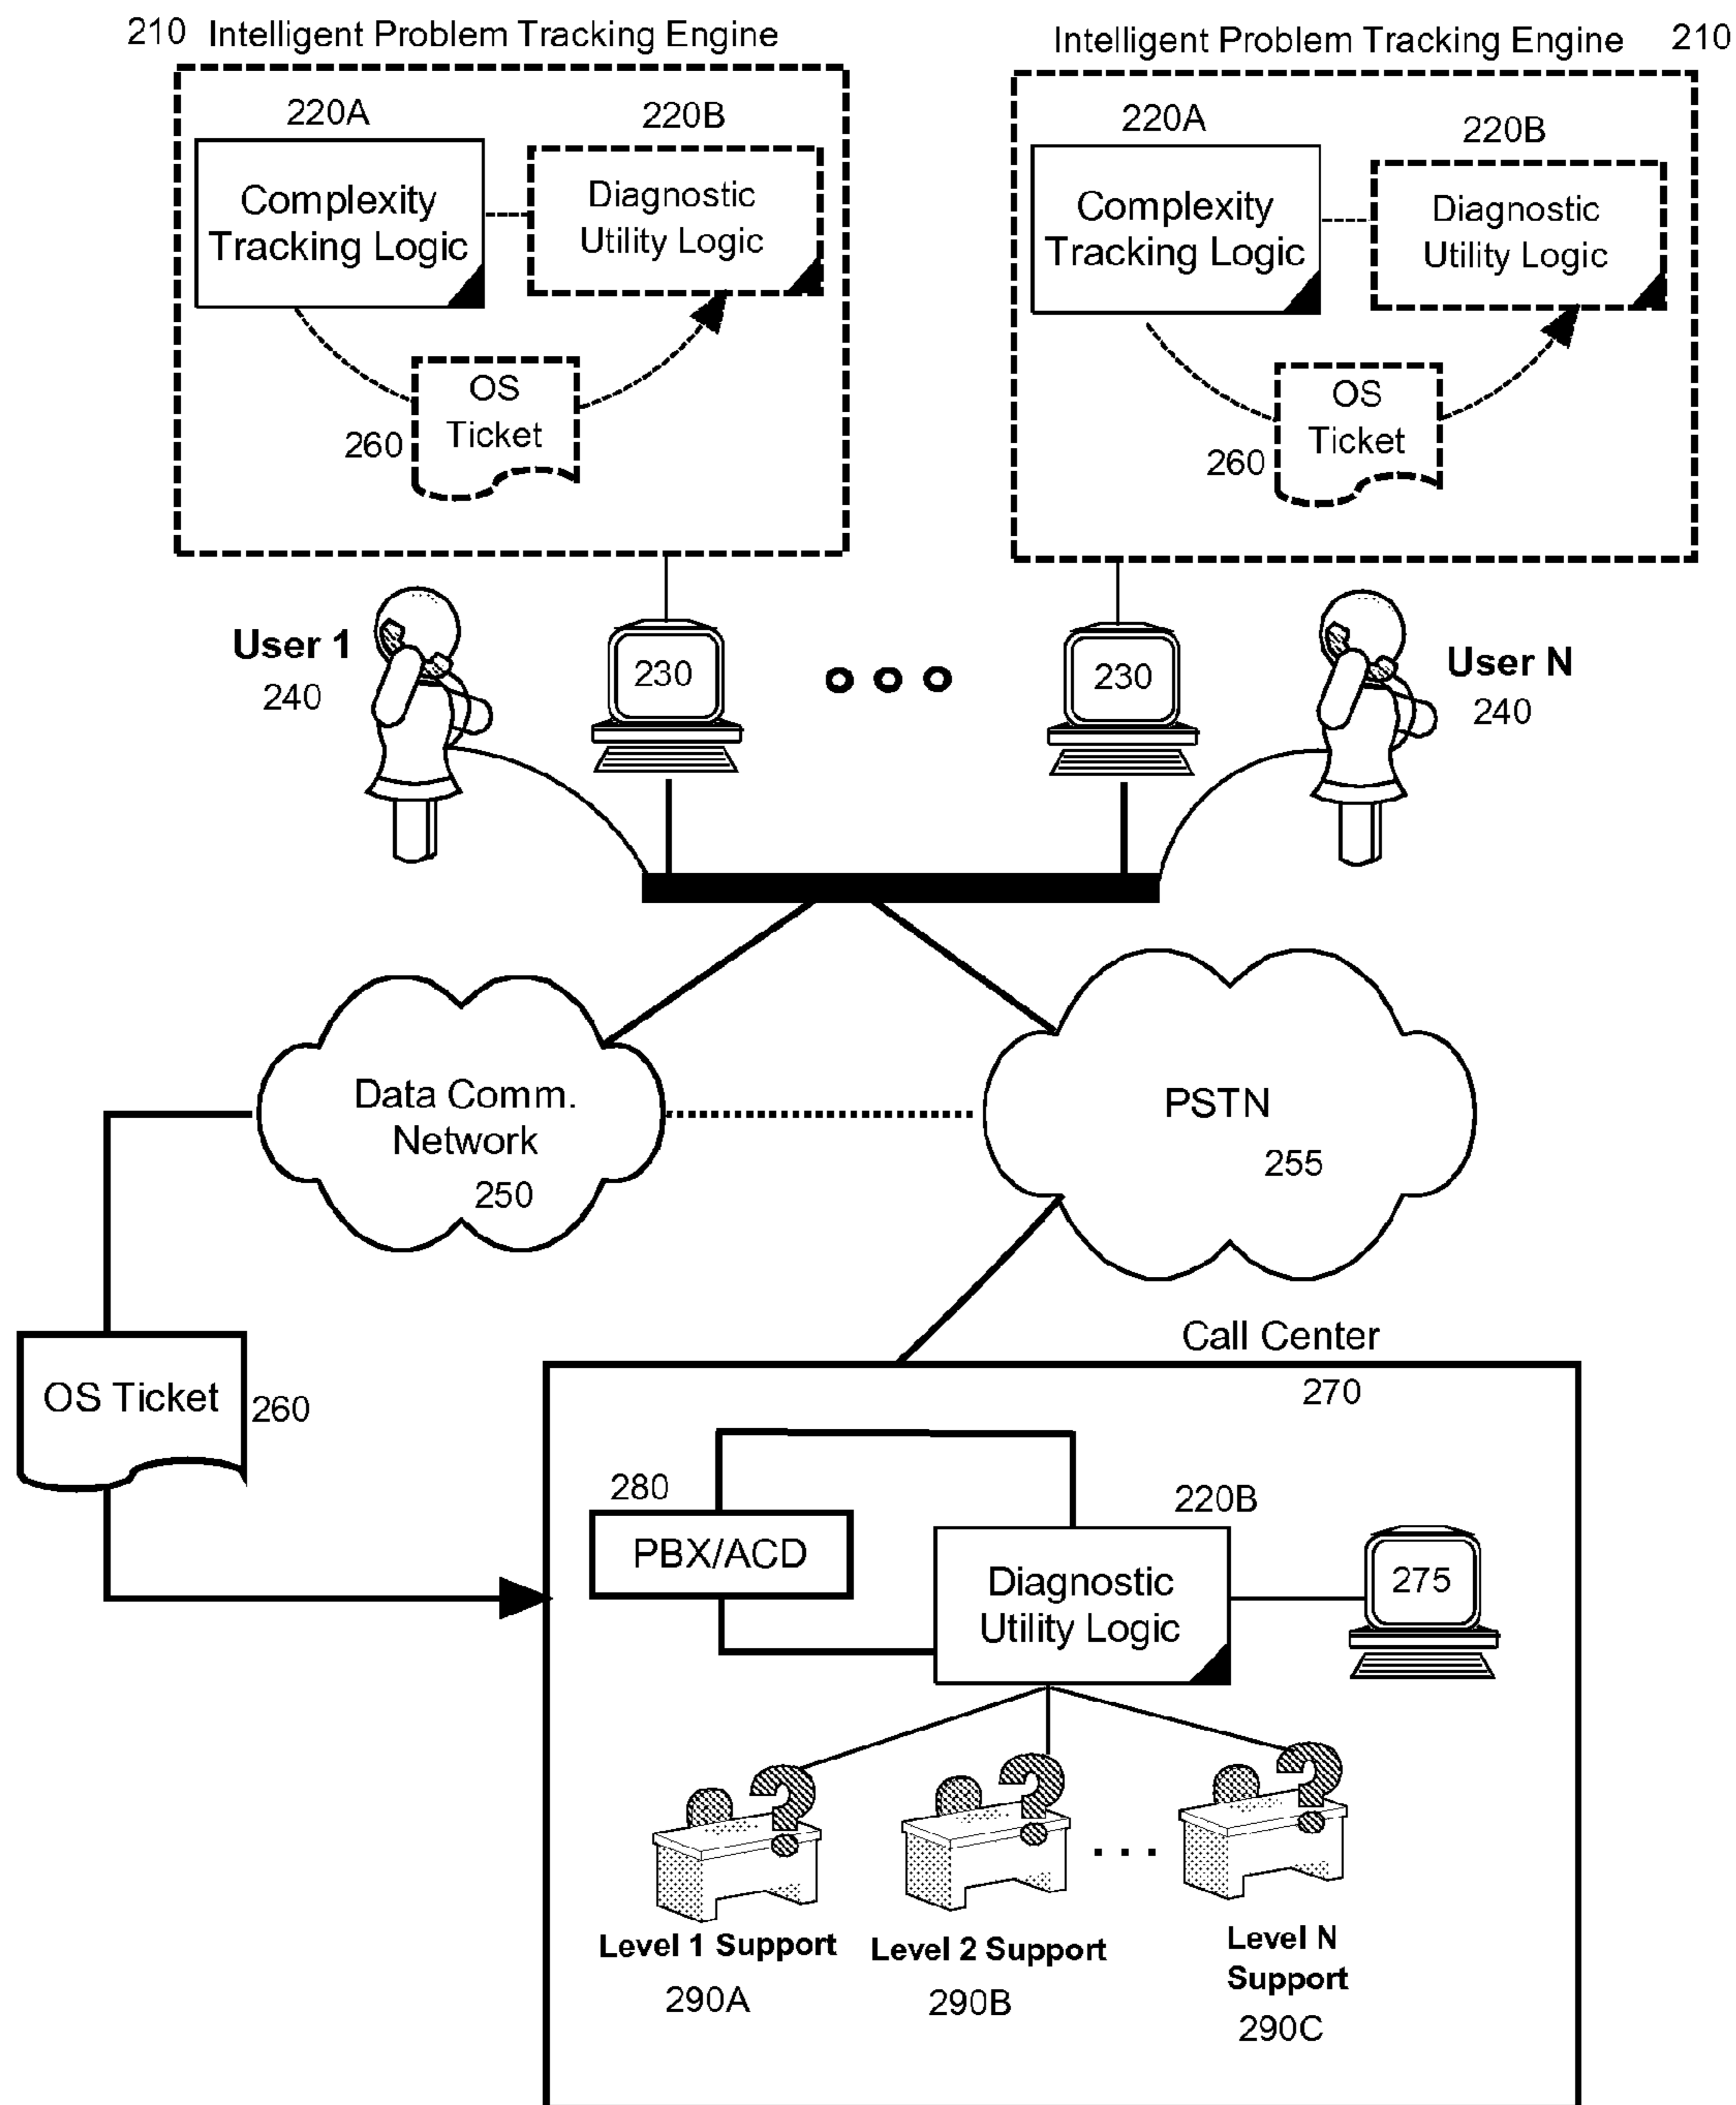 210 Intelligent Problem Tracking Engine
Intelligent Problem Tracking Engine 210
220A
220B
Complexity
Tracking Logic
Diagnostic
Utility Logic
OS
Ticket
260
220A
220B
Complexity
Tracking Logic
Diagnostic
Utility Logic
OS
Ticket
260
User 1
240
230
230
User N
240
Data Comm.
Network
250
PSTN
255
OS Ticket
260
Call Center
270
280
PBX/ACD
220B
Diagnostic
Utility Logic
275
Level 1 Support
290A
Level 2 Support
290B
Level N
Support
290C